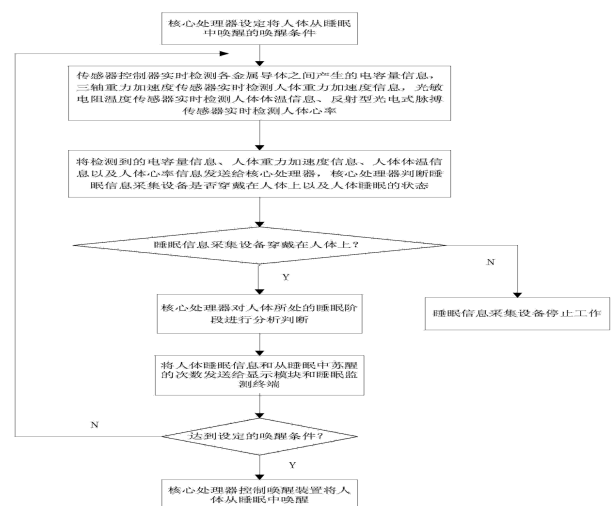 核心处理器设定将人体从睡眠
中唤醒的唤醒条件
传感器控制器实时检测各金属导体之间产生的电容量信息，
三轴重力加速度传感器实时检测人体重力加速度信息，光敏
电阻温度传感器实时检测人体体温信息、反射型光电式脉搏
传感器实时检测人体心率
将检测到的电容量信息、人体重力加速度信息、人体体温信
息以及人体心率信息发送给核心处理器，核心处理器判断睡
眠信息采集设备是否穿戴在人体上以及人体睡眠的状态
睡眠信息采集设备穿戴在人体上？
N
Y
核心处理器对人体所处的睡眠阶
段进行分析判断
睡眠信息采集设备停止工作
将人体睡眠信息和从睡眠中苏醒
的次数发送给显示模块和睡眠监
测终端
N
达到设定的唤醒条件？
Y
核心处理器控制唤醒装置将人
体从睡眠中唤醒